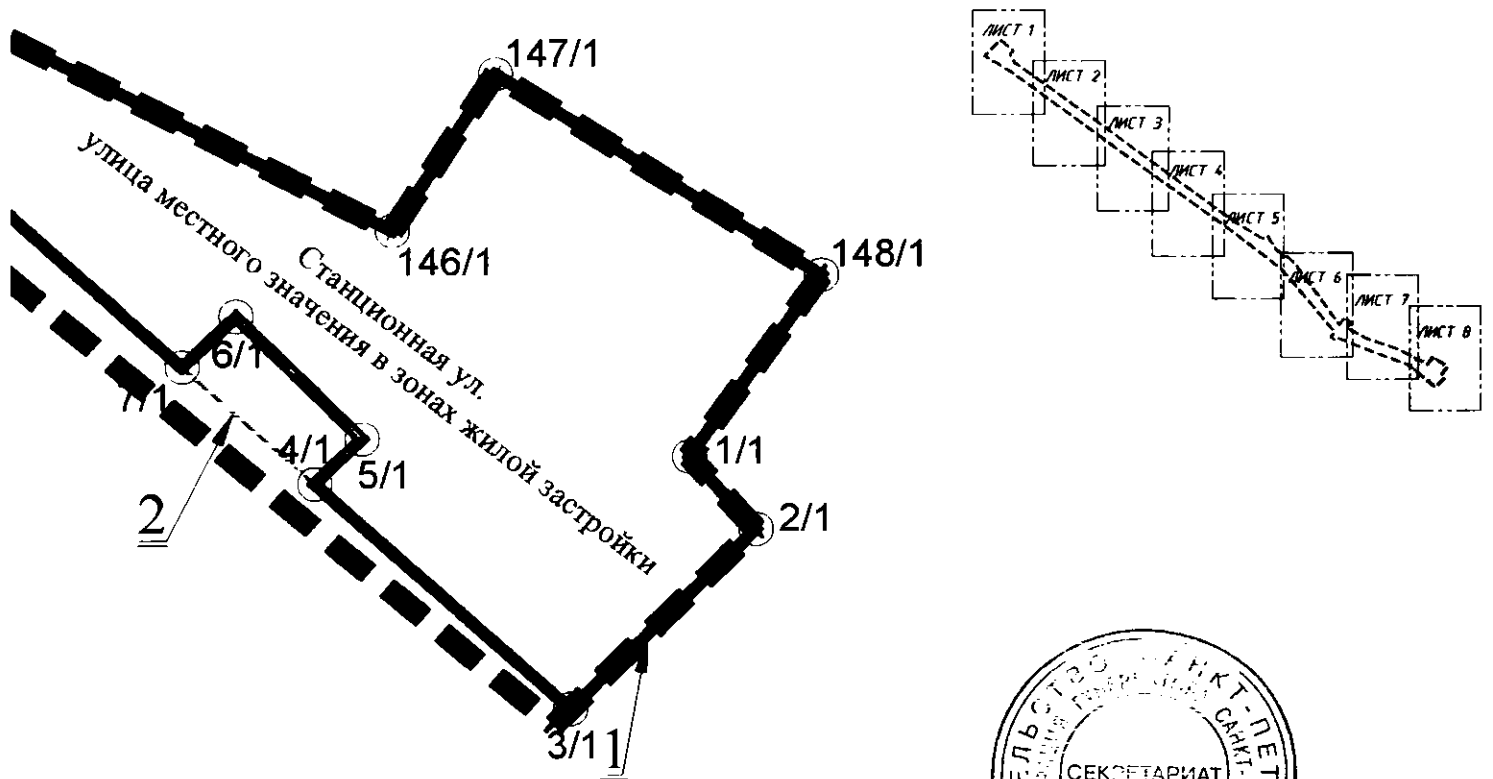 147/1
148/1
146/1
улица местного значения в зонах жилой застройки
Станционная ул.
6/1
7/1
4/1
5/1
1/1
2/1
2
3/1
1
ЛИСТ 1
ЛИСТ 2
ЛИСТ 3
ЛИСТ 4
ЛИСТ 5
ЛИСТ 6
ЛИСТ 7
ЛИСТ 8
САНКТ-
СЕКРЕТАРИАТ